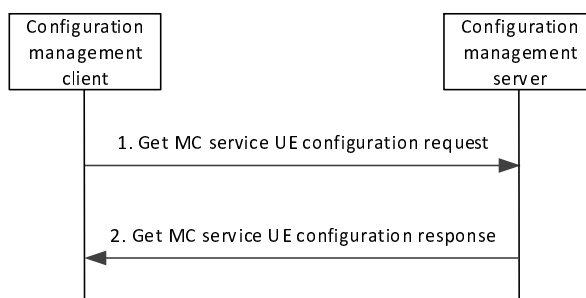 Configuration
management
client
Configuration
management
server
1. Get MC service UE configuration request
2. Get MC service UE configuration response